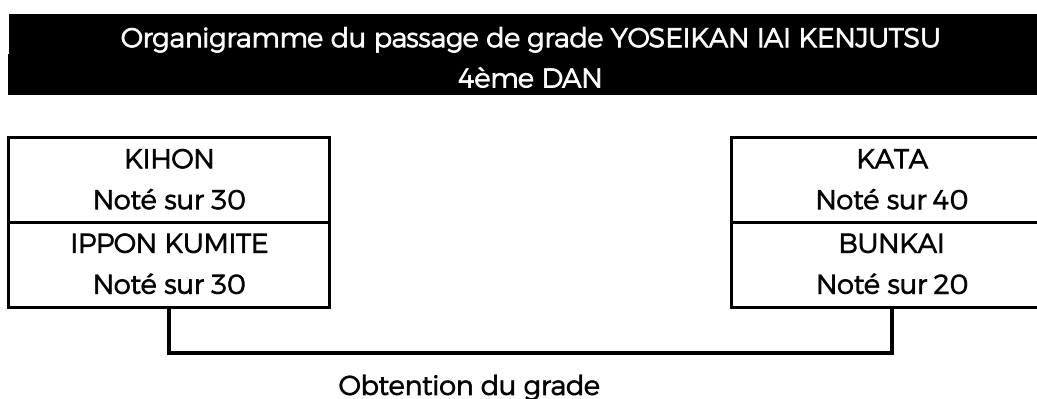 Organigramme du passage de grade YOSEIKAN IAI KENJUTSU
4ème DAN
KIHON
Noté sur 30
IPPON KUMITE
Noté sur 30
KATA
Noté sur 40
BUNKAI
Noté sur 20
Obtention du grade